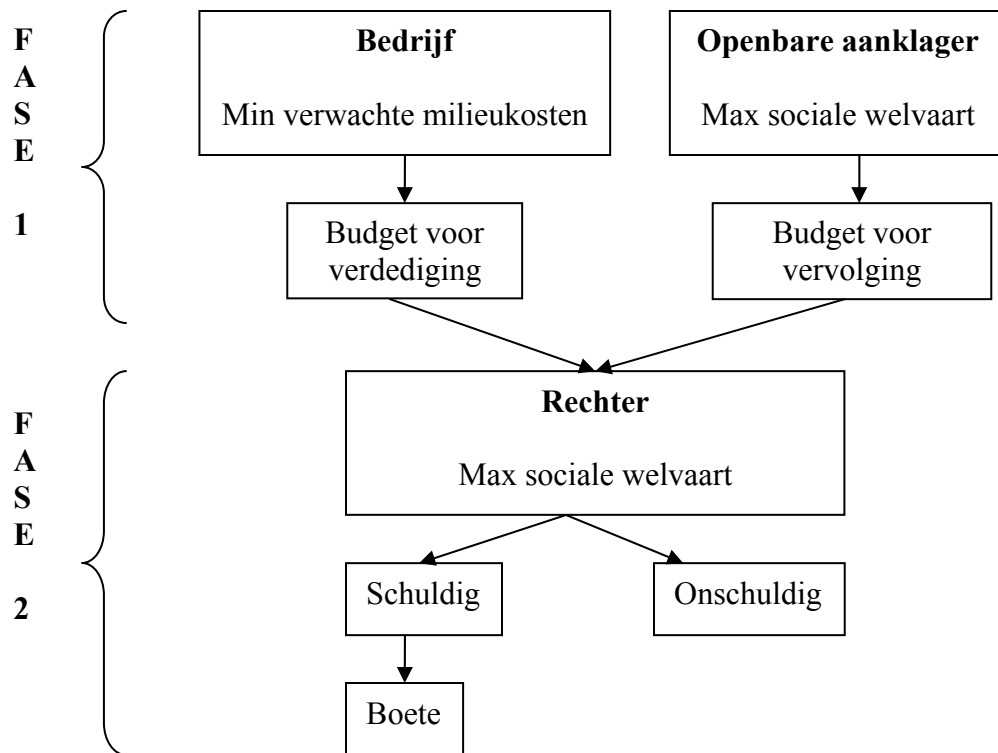 F
A
S
E
1
Bedrijf
Min verwachte milieukosten
Openbare aanklager
Max sociale welvaart
Budget voor
verdediging
Budget voor
vervolging
F
A
S
E
2
Rechter
Max sociale welvaart
Schuldig
Onschuldig
Boete